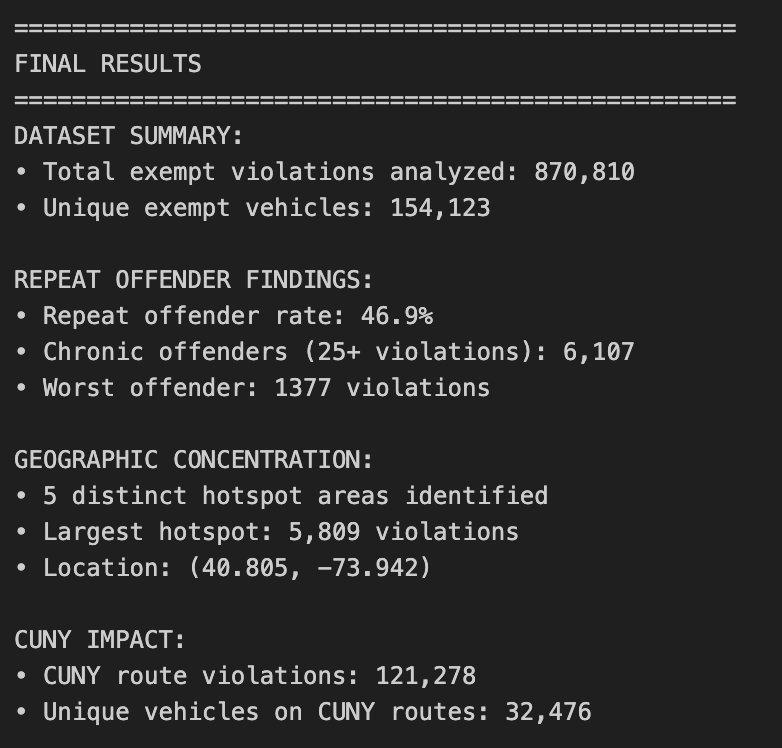 ==================================================
FINAL RESULTS
==================================================
DATASET SUMMARY:
• Total exempt violations analyzed: 870,810
• Unique exempt vehicles: 154,123
REPEAT OFFENDER FINDINGS:
• Repeat offender rate: 46.9%
• Chronic offenders (25+ violations): 6,107
• Worst offender: 1377 violations
GEOGRAPHIC CONCENTRATION:
• 5 distinct hotspot areas identified
• Largest hotspot: 5,809 violations
• Location: (40.805, -73.942)
CUNY IMPACT:
• CUNY route violations: 121,278
• Unique vehicles on CUNY routes: 32,476